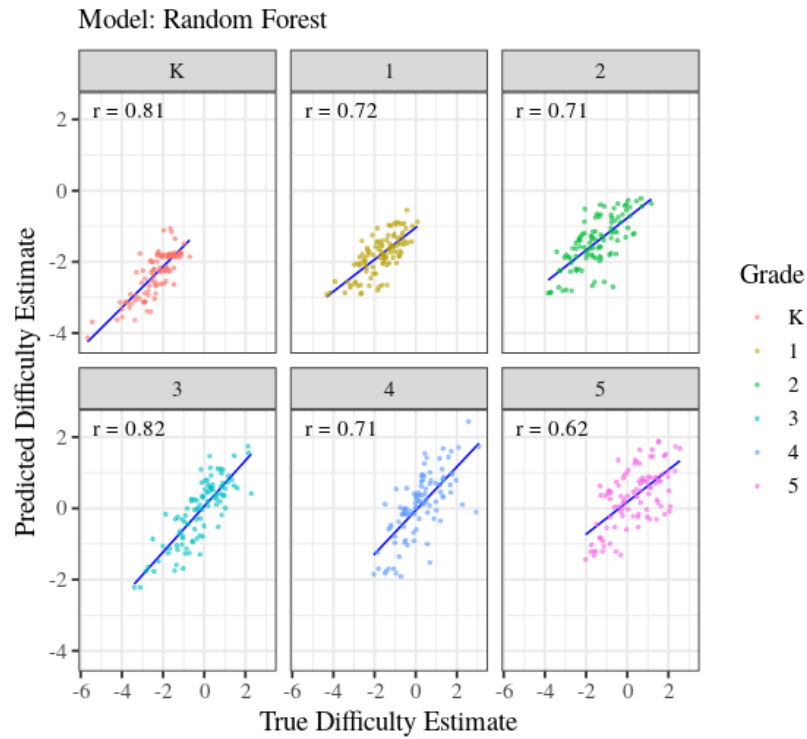 Model: Random Forest
K
1
2
r = 0.81
r = 0.72
r = 0.71
2
0
-2
-4
3
4
5
r = 0.82
r = 0.71
r = 0.62
2
0
-2
-4
-6 -4 -2 0 2
-6 -4 -2 0 2
-6 -4 -2 0 2
True Difficulty Estimate
Predicted Difficulty Estimate
Grade
K
1
2
3
4
5